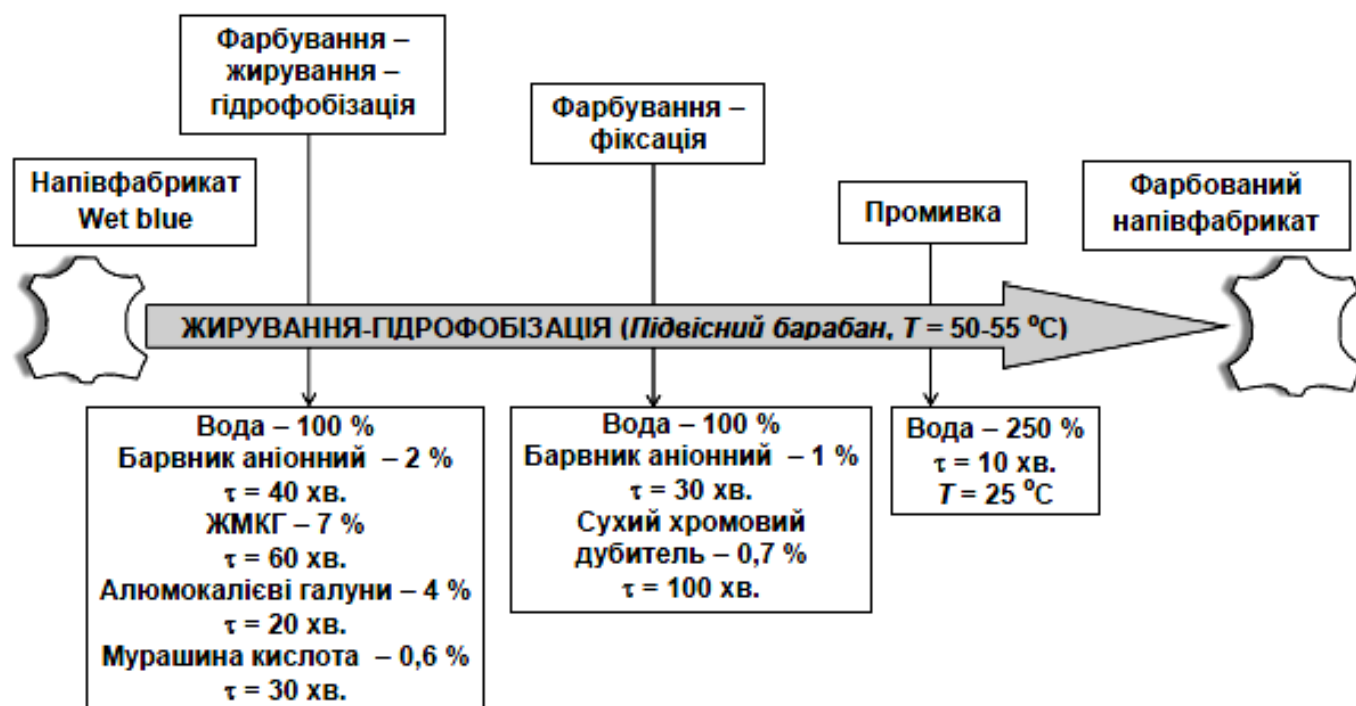 Фарбування –
жирування –
гідрофобізація
Фарбування –
фіксація
Напівфабрикат
Wet blue
Промивка
Фарбований
напівфабрикат
ЖИРУВАННЯ-ГІДРОФОБІЗАЦІЯ (Підвісний барабан, T = 50-55 ºС)
Вода – 100 %
Барвник аніонний – 2 %
τ = 40 хв.
ЖМКГ – 7 %
τ = 60 хв.
Алюмокалієві галуни – 4 %
τ = 20 хв.
Мурашина кислота – 0,6 %
τ = 30 хв.
Вода – 100 %
Барвник аніонний – 1 %
τ = 30 хв.
Сухий хромовий
дубитель – 0,7 %
τ = 100 хв.
Вода – 250 %
τ = 10 хв.
T = 25 ºС